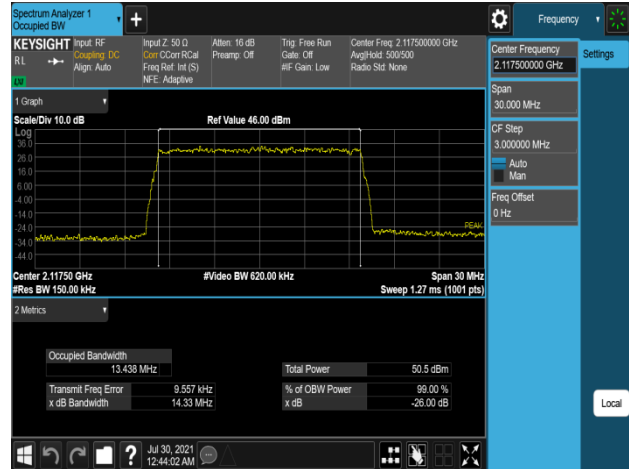 Spectrum Analyzer 1
Occupied BW
Frequency
KEYSIGHT
R L
LNI
Input: RF
Coupling: DC
Align: Auto
Input Z: 50 Ω
Corr CCorr RCal
Freq Ref: Int (S)
NFE: Adaptive
Atten: 16 dB
Preamp: Off
Trig: Free Run
Gate: Off
#IF Gain: Low
Center Freq: 2.117500000 GHz
Avg|Hold: 500/500
Radio Std: None
Center Frequency
2.117500000 GHz
Settings
Span
30.000 MHz
CF Step
3.000000 MHz
Auto
Man
Freq Offset
0 Hz
Local
1 Graph
Scale/Div 10.0 dB
Ref Value 46.00 dBm
Log
36.0
26.0
16.0
6.00
-4.00
-14.0
-24.0
-34.0
-44.0
PEAK
Center 2.11750 GHz
#Video BW 620.00 kHz
Span 30 MHz
#Res BW 150.00 kHz
Sweep 1.27 ms (1001 pts)
2 Metrics
Occupied Bandwidth
13.438 MHz
Total Power 50.5 dBm
Transmit Freq Error 9.557 kHz
% of OBW Power 99.00 %
x dB Bandwidth 14.33 MHz
x dB -26.00 dB
?
Jul 30, 2021
12:44:02 AM